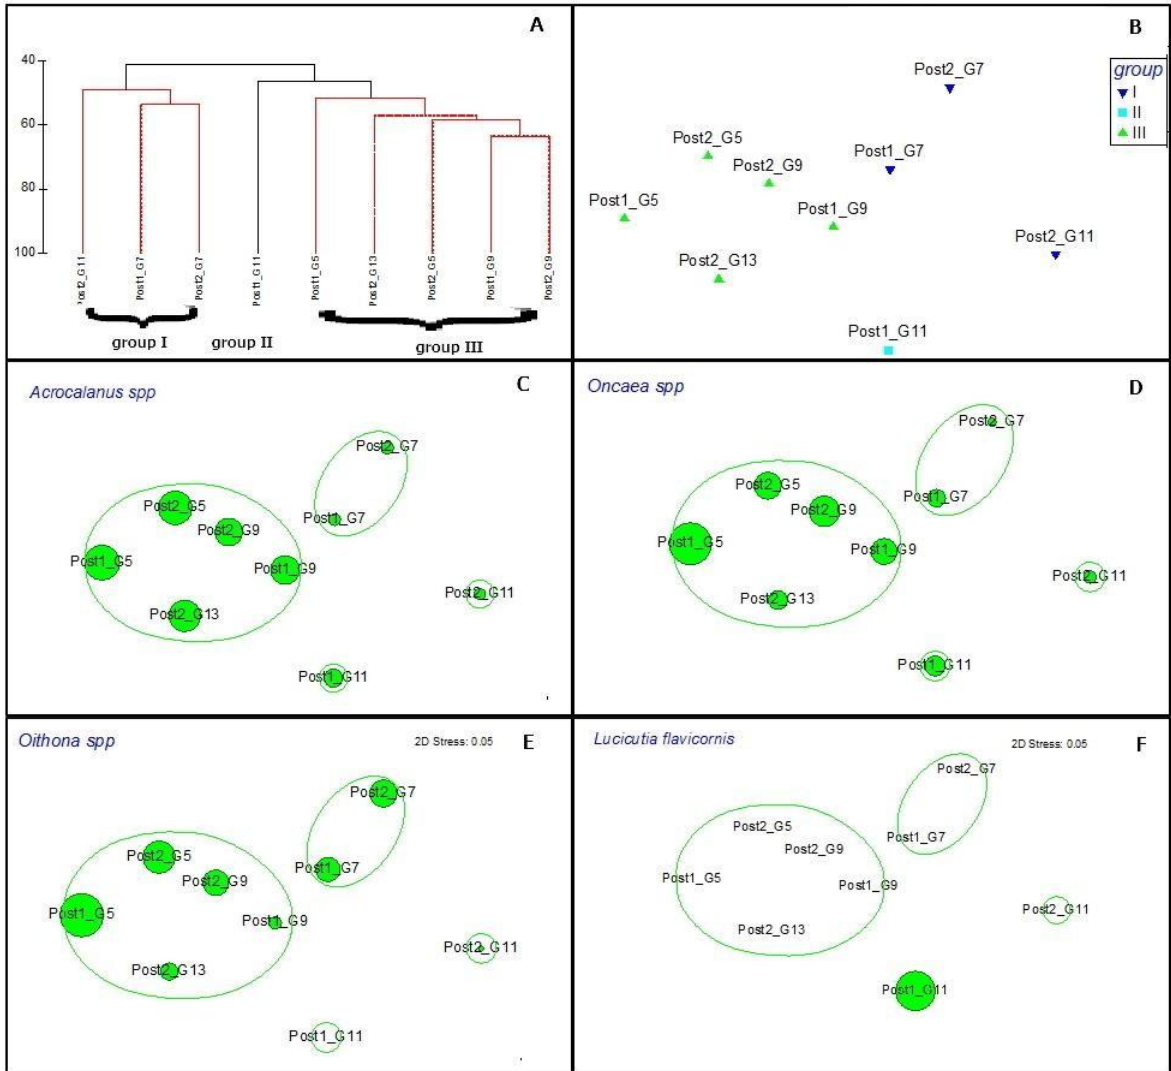 A
40
60
80
100
Post2_G11
Post1_G7
Post2_G7
Post1_G11
Post1_G5
Post2_G13
Post2_G5
Post1_G9
Post2_G9
group I
group II
group III
B
group
I
II
III
Post2_G7
Post2_G5
Post2_G9
Post1_G7
Post1_G5
Post1_G9
Post2_G13
Post2_G11
Post1_G11
Acrocalanus spp
C
Post2_G7
Post2_G5
Post1_G7
Post2_G9
Post1_G5
Post1_G9
Post2_G11
Post2_G13
Post1_G11
Oncaea spp
D
Post2_G7
Post2_G5
Post1_G7
Post2_G9
Post1_G5
Post1_G9
Post2_G11
Post2_G13
Post1_G11
Oithona spp
2D Stress: 0.05
E
Post2_G7
Post2_G5
Post1_G7
Post2_G9
Post1_G5
Post1_G9
Post2_G11
Post2_G13
Post1_G11
Lucicutia flavicornis
2D Stress: 0.05
F
Post2_G7
Post2_G5
Post1_G7
Post2_G9
Post1_G5
Post1_G9
Post2_G11
Post2_G13
Post1_G11